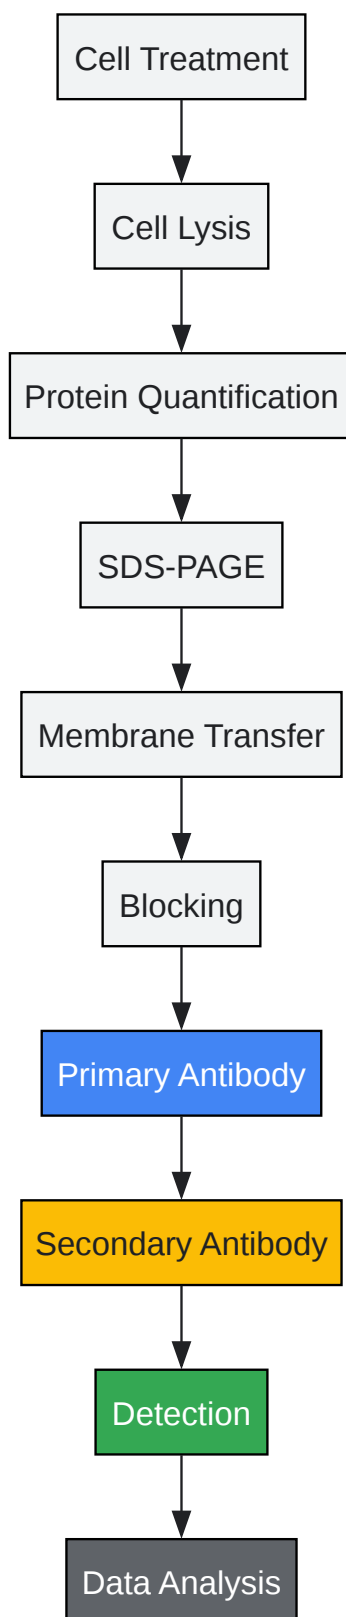 Cell Treatment
Cell Lysis
Protein Quantification
SDS-PAGE
Membrane Transfer
Blocking
Primary Antibody
Secondary Antibody
Detection
Data Analysis